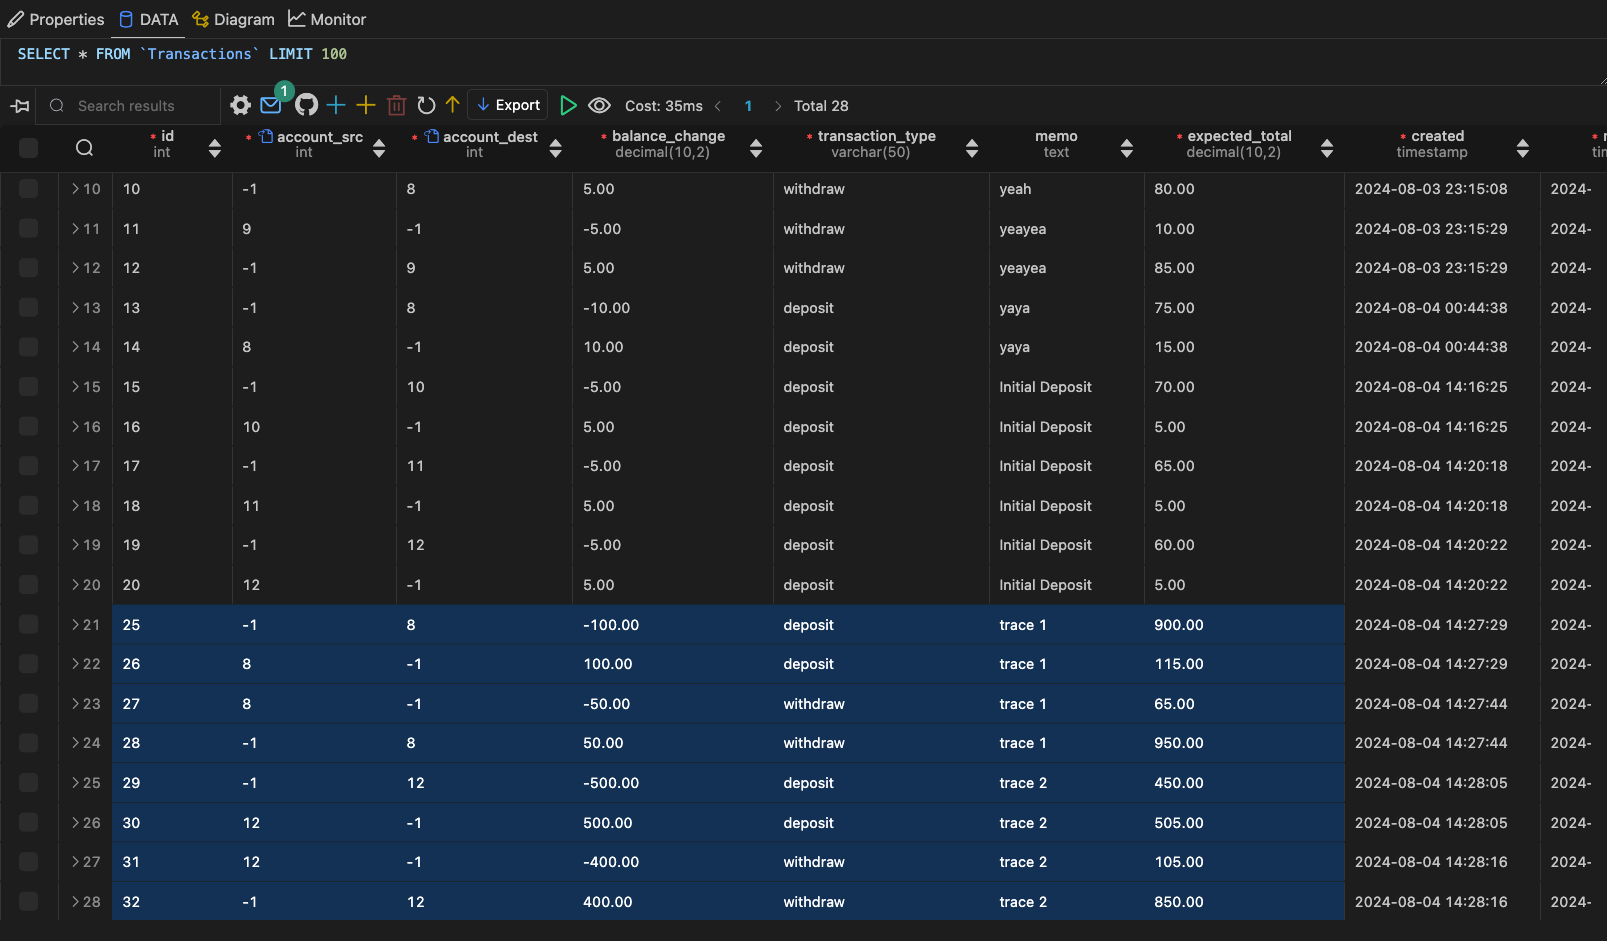 Properties DATA Diagram Monitor
SELECT * FROM `Transactions` LIMIT 100
Search results 1 Export Cost: 35ms 1 Total 28
* id * account_src * account_dest * balance_change * transaction_type memo * expected_total * created *
int int int decimal(10,2) varchar(50) text decimal(10,2) timestamp
10 10 -1 8 5.00 withdraw yeah 80.00 2024-08-03 23:15:08 2024-
11 11 9 -1 -5.00 withdraw yeayea 10.00 2024-08-03 23:15:29 2024-
12 12 -1 9 5.00 withdraw yeayea 85.00 2024-08-03 23:15:29 2024-
13 13 -1 8 -10.00 deposit yaya 75.00 2024-08-04 00:44:38 2024-
14 14 8 -1 10.00 deposit yaya 15.00 2024-08-04 00:44:38 2024-
15 15 -1 10 -5.00 deposit Initial Deposit 70.00 2024-08-04 14:16:25 2024-
16 16 10 -1 5.00 deposit Initial Deposit 5.00 2024-08-04 14:16:25 2024-
17 17 -1 11 -5.00 deposit Initial Deposit 65.00 2024-08-04 14:20:18 2024-
18 18 11 -1 5.00 deposit Initial Deposit 5.00 2024-08-04 14:20:18 2024-
19 19 -1 12 -5.00 deposit Initial Deposit 60.00 2024-08-04 14:20:22 2024-
20 20 12 -1 5.00 deposit Initial Deposit 5.00 2024-08-04 14:20:22 2024-
21 25 -1 8 -100.00 deposit trace 1 900.00 2024-08-04 14:27:29 2024-
22 26 8 -1 100.00 deposit trace 1 115.00 2024-08-04 14:27:29 2024-
23 27 8 -1 -50.00 withdraw trace 1 65.00 2024-08-04 14:27:44 2024-
24 28 -1 8 50.00 withdraw trace 1 950.00 2024-08-04 14:27:44 2024-
25 29 -1 12 -500.00 deposit trace 2 450.00 2024-08-04 14:28:05 2024-
26 30 12 -1 500.00 deposit trace 2 505.00 2024-08-04 14:28:05 2024-
27 31 12 -1 -400.00 withdraw trace 2 105.00 2024-08-04 14:28:16 2024-
28 32 -1 12 400.00 withdraw trace 2 850.00 2024-08-04 14:28:16 2024-